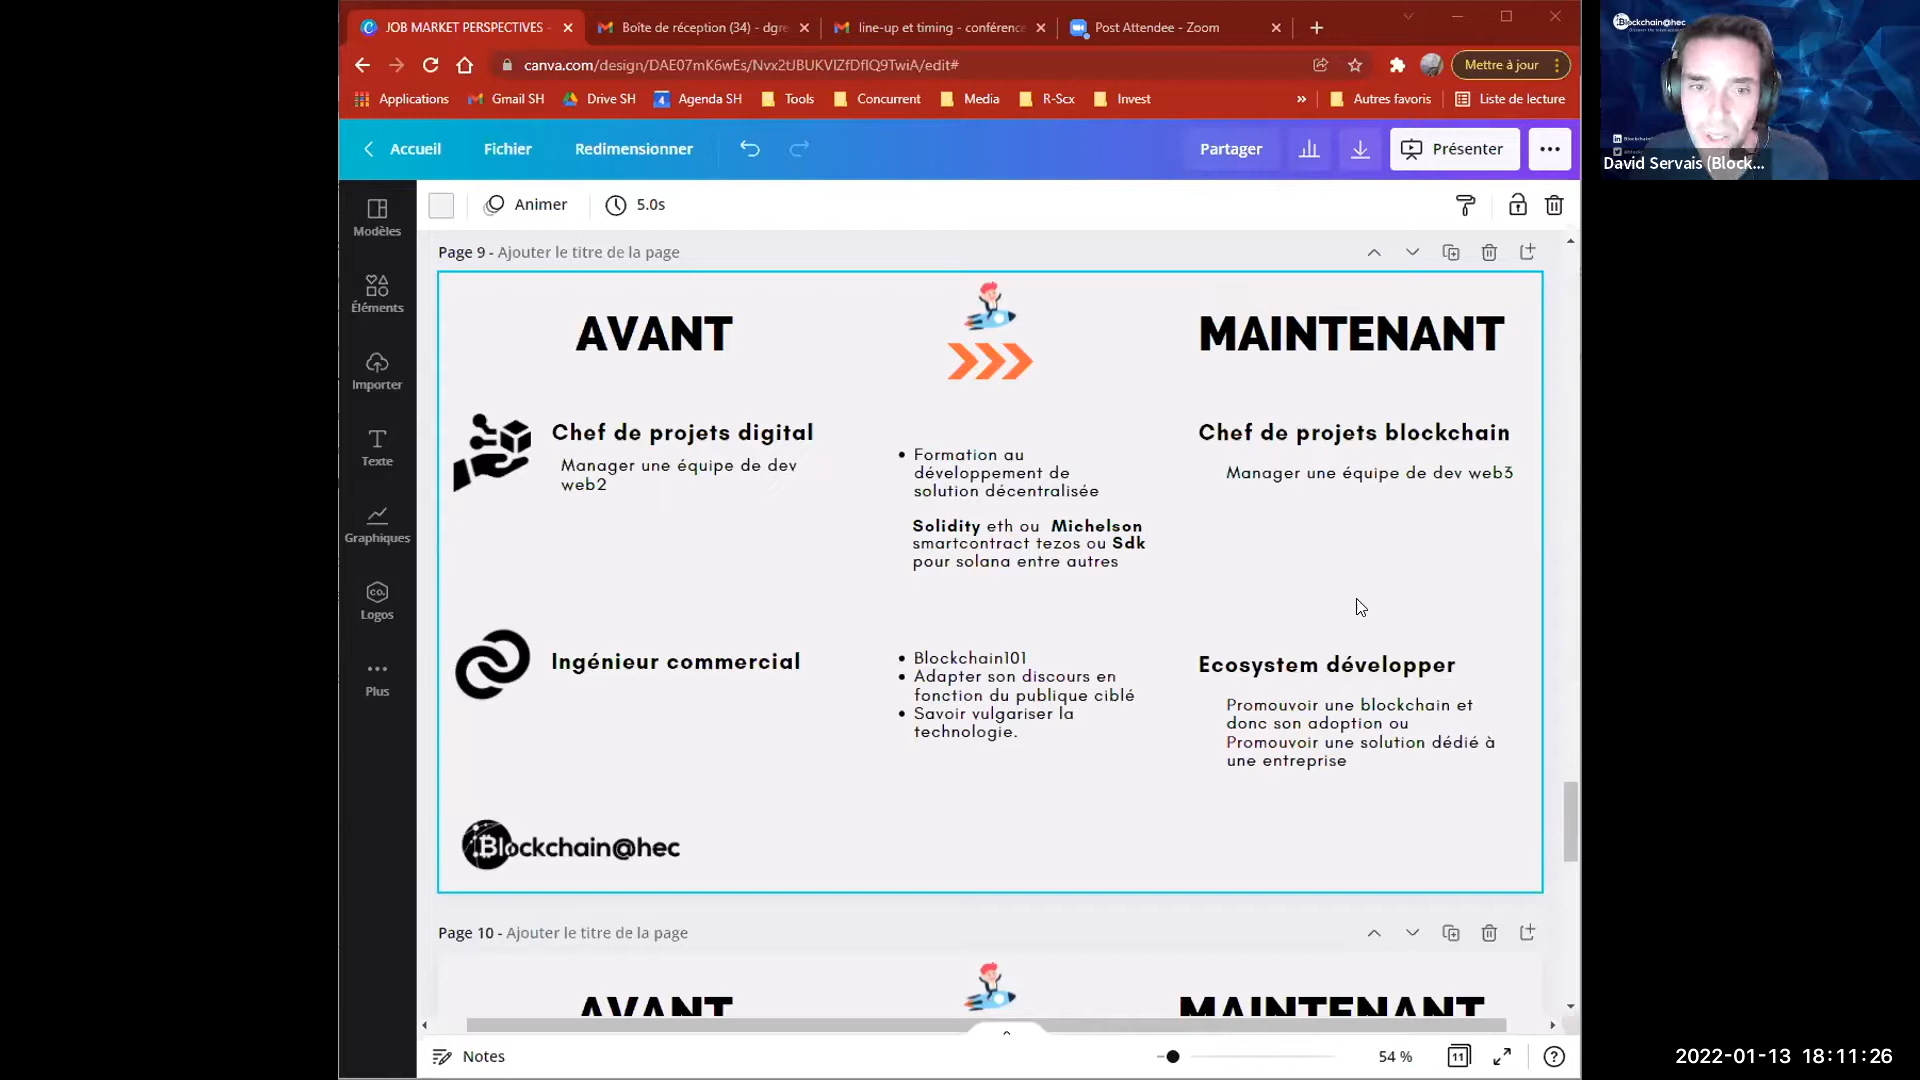 JOB MARKET PERSPECTIVES -
Boîte de réception (34) - dgre
line-up et timing - conférence
Post Attendee - Zoom
canva.com/design/DAE07mK6wEs/Nvx2tJBUKVIZfDfIQ9TwiA/edit#
Mettre à jour
Applications
Gmail SH
Drive SH
Agenda SH
Tools
Concurrent
Media
R-Scx
Invest
»
Autres favoris
Liste de lecture
Accueil
Fichier
Redimensionner
Partager
Présenter
Animer
5.0s
Modèles
Éléments
Importer
Texte
Graphiques
Logos
Plus
Page 9 - Ajouter le titre de la page
AVANT
MAINTENANT
Chef de projets digital
Manager une équipe de dev
web2
• Formation au
développement de
solution décentralisée
Solidity eth ou Michelson
smartcontract tezos ou Sdk
pour solana entre autres
Chef de projets blockchain
Manager une équipe de dev web3
Ingénieur commercial
• Blockchain101
• Adapter son discours en
fonction du publique ciblé
• Savoir vulgariser la
technologie.
Ecosystem développer
Promouvoir une blockchain et
donc son adoption ou
Promouvoir une solution dédié à
une entreprise
Blockchain@hec
Page 10 - Ajouter le titre de la page
AVANT
MAINTENANT
Notes
54 %
11
Blockchain@hec
David Servais (Block...
2022-01-13 18:11:26